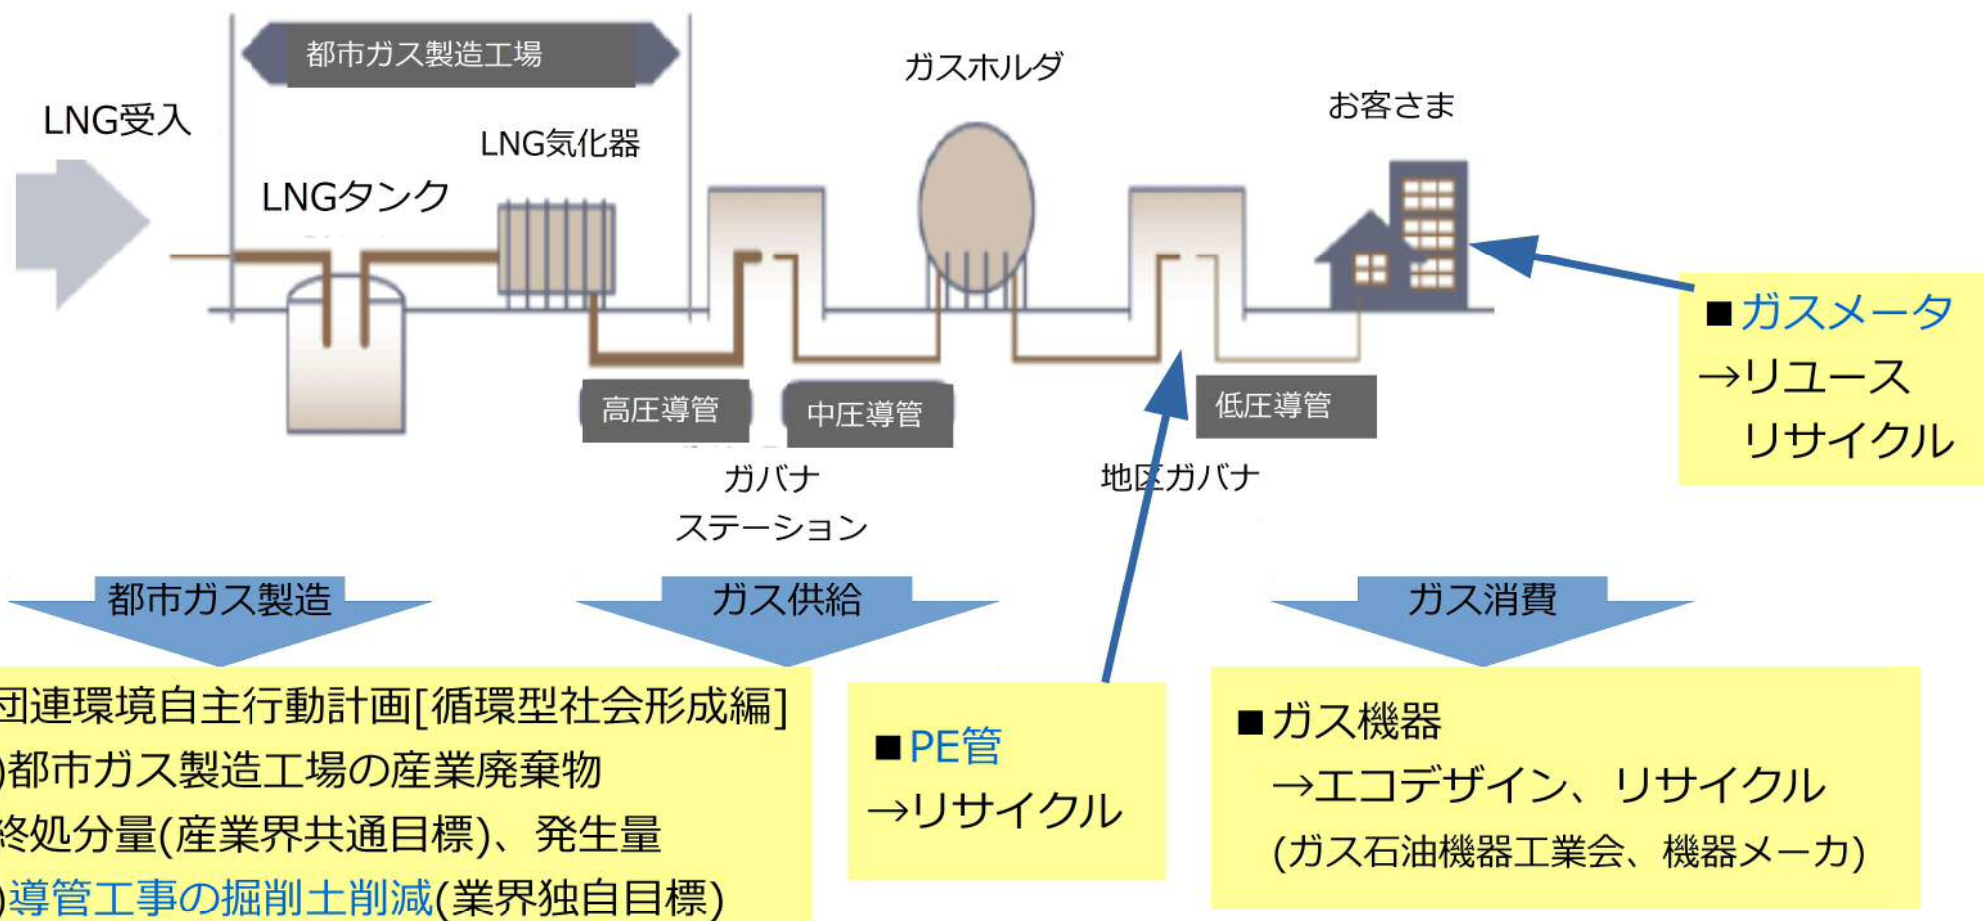 都市ガス製造工場
LNG受入
LNGタンク
LNG気化器
ガスホルダ
お客さま
高圧導管
中圧導管
低圧導管
ガバナ
ステーション
地区ガバナ
■ガスメータ
→リユース
リサイクル
都市ガス製造
ガス供給
ガス消費
団連環境自主行動計画[循環型社会形成編]
)都市ガス製造工場の産業廃棄物
終処分量(産業界共通目標)、発生量
)導管工事の掘削土削減(業界独自目標)
■PE管
→リサイクル
■ガス機器
→エコデザイン、リサイクル
(ガス石油機器工業会、機器メーカ)